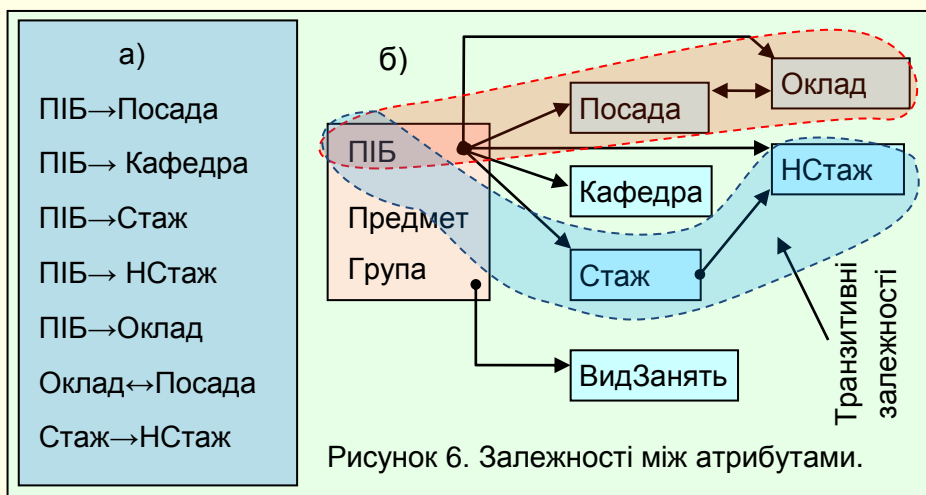 а)
ПІБ→Посада
ПІБ→ Кафедра
ПІБ→Стаж
ПІБ→ НСтаж
ПІБ→Оклад
Оклад↔Посада
Стаж→НСтаж
б)
Оклад
Посада
ПІБ
НСтаж
Кафедра
Предмет
Група
Стаж
ВидЗанять
Транзитивні
залежності
Рисунок 6. Залежності між атрибутами.